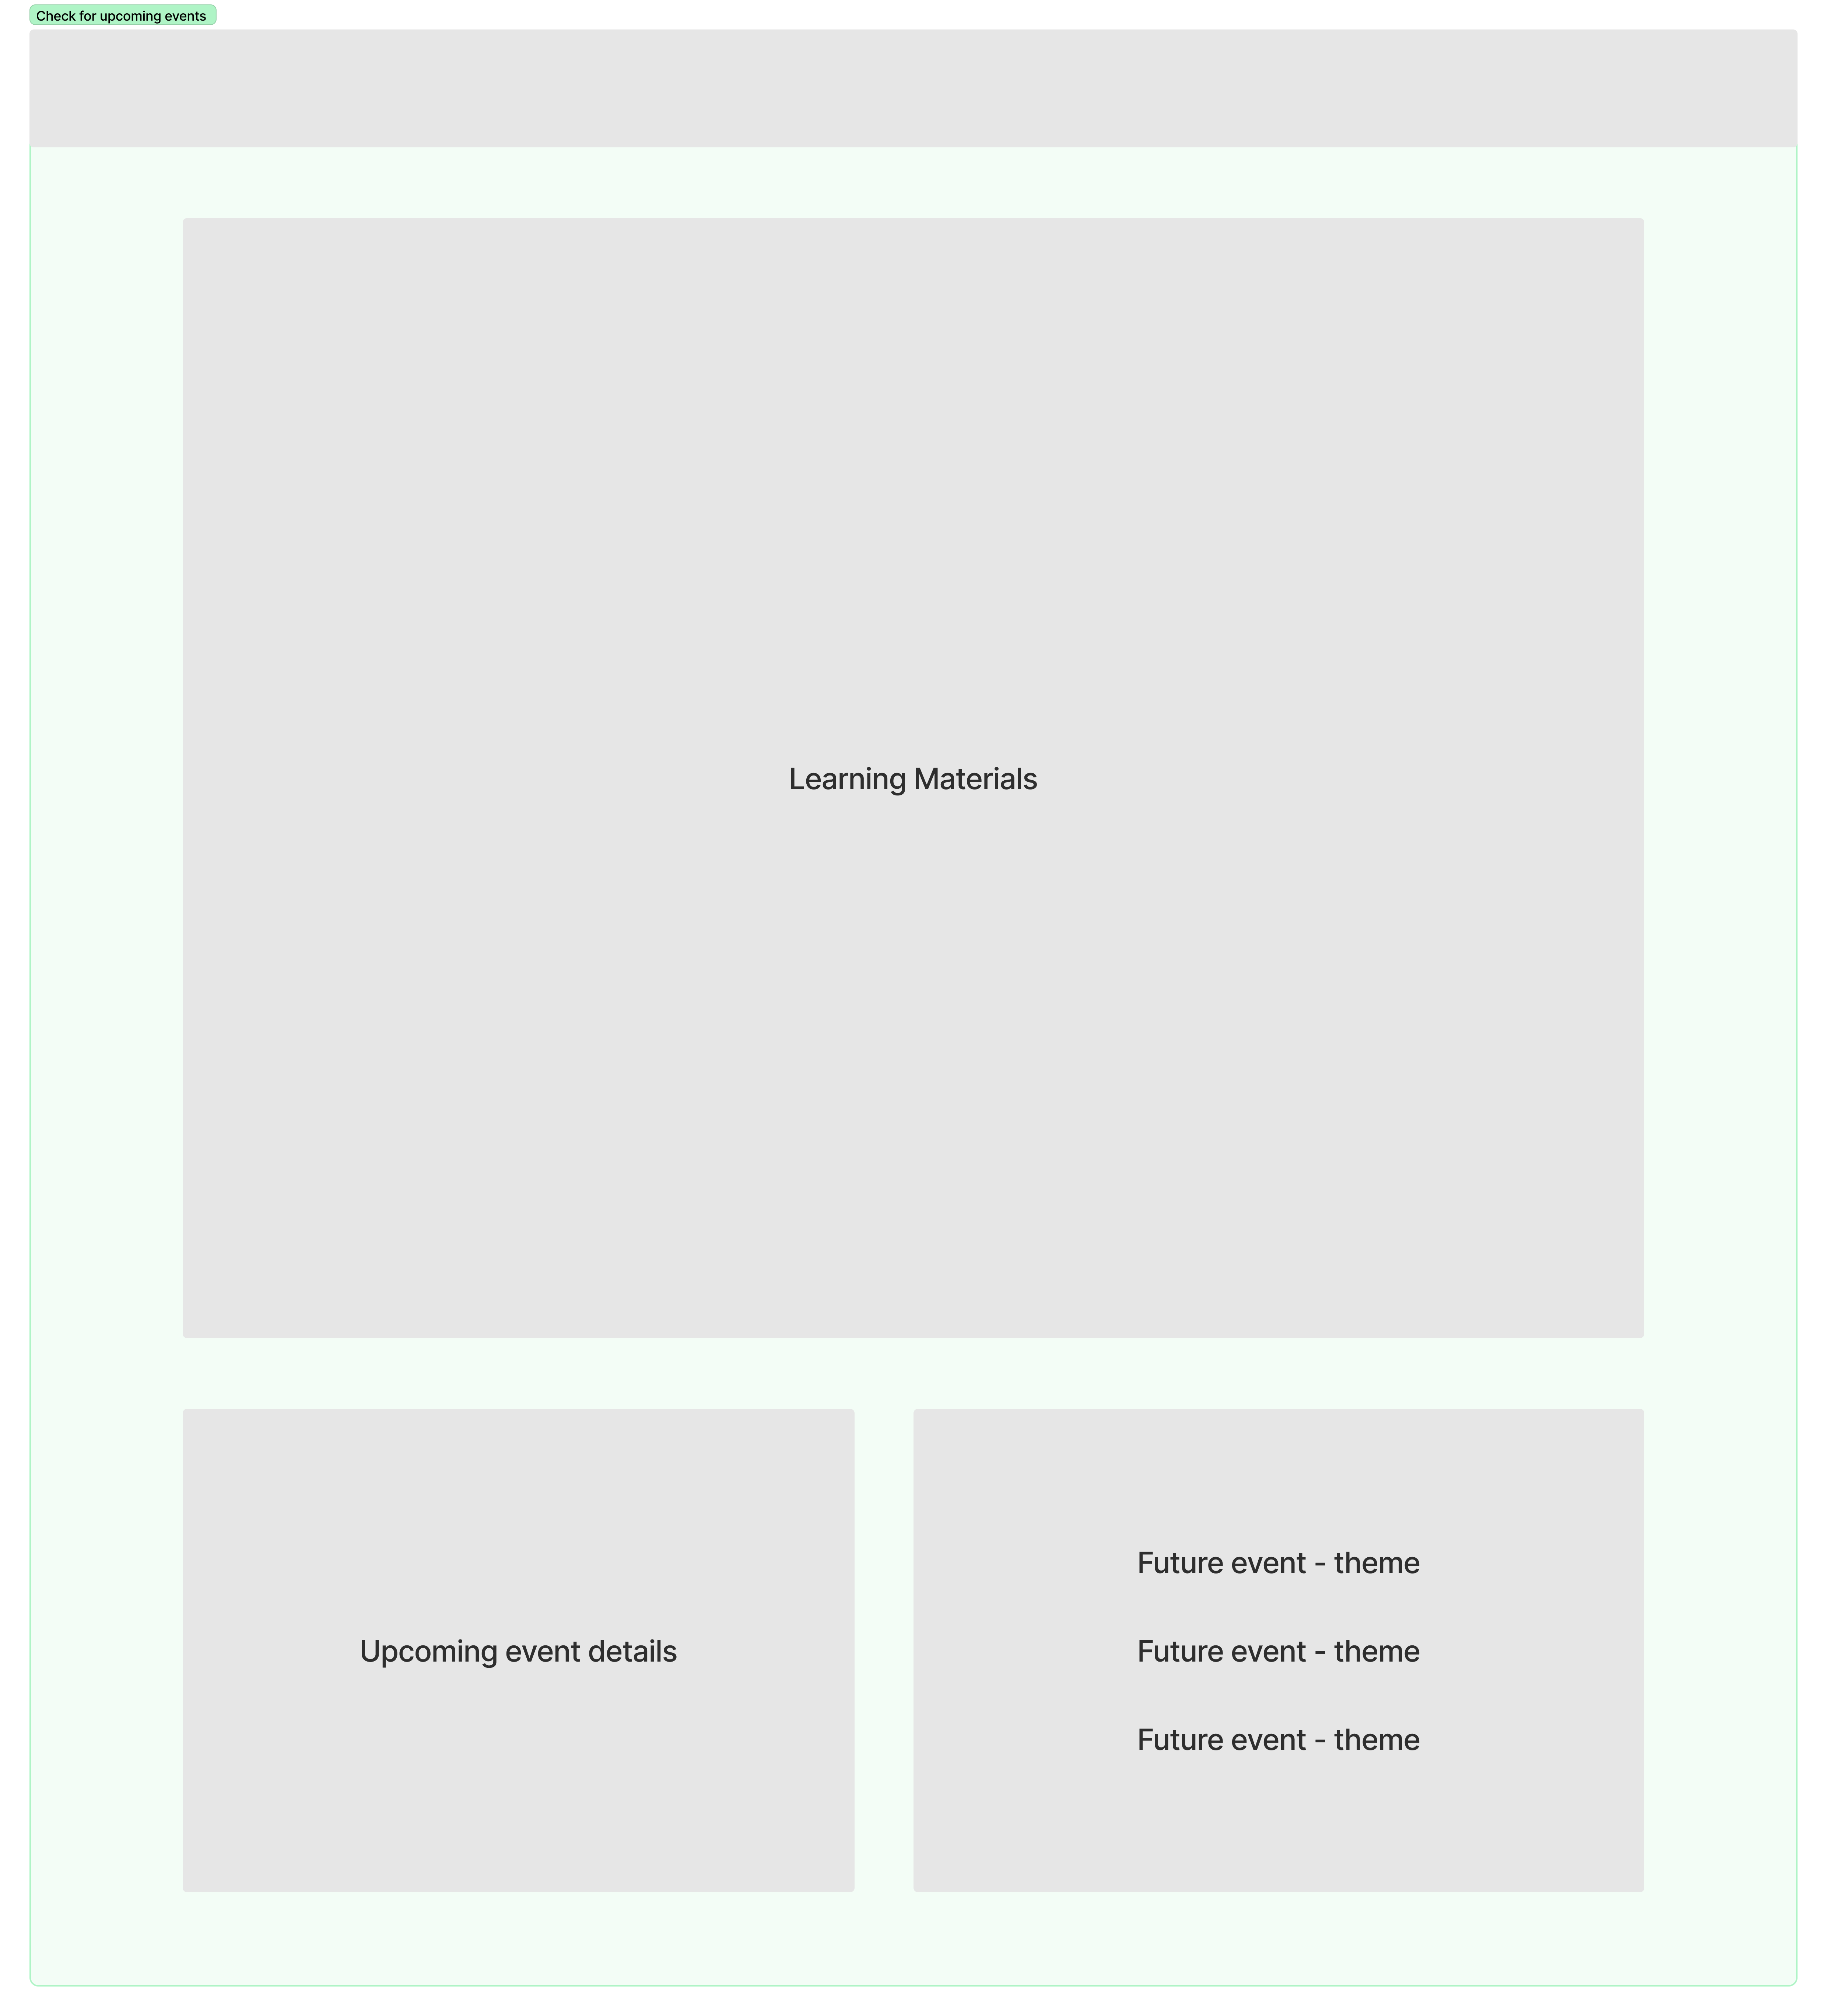 Check for upcoming events
Learning Materials
Upcoming event details
Future event - theme
Future event - theme
Future event - theme